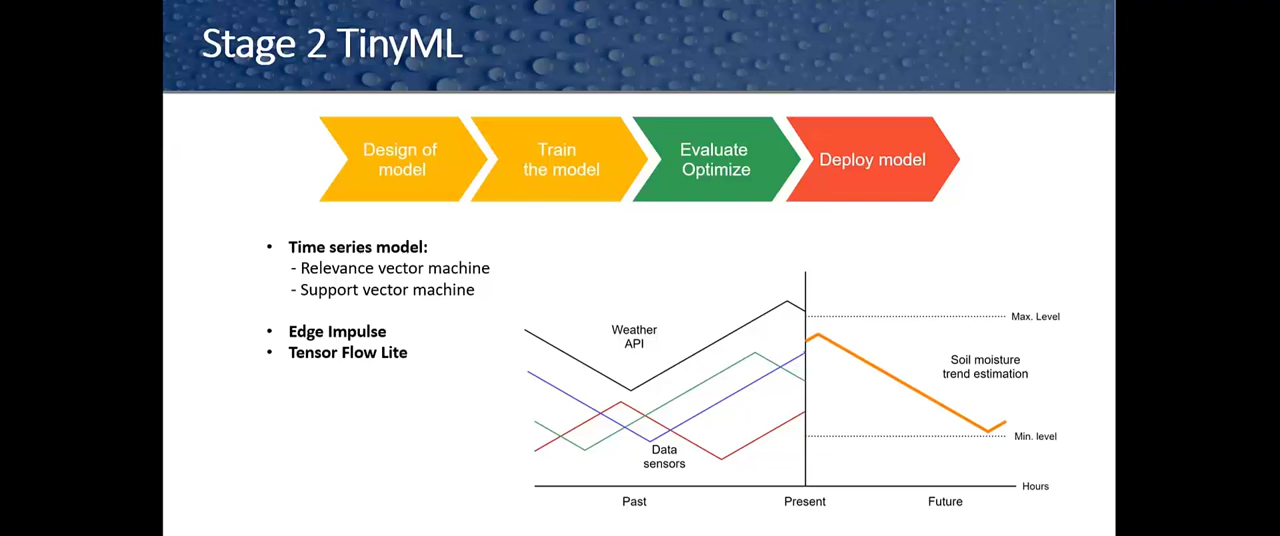 Stage 2 TinyML
Design of
model
Train
the model
Evaluate
Optimize
Deploy model
• Time series model:
- Relevance vector machine
- Support vector machine
• Edge Impulse
• Tensor Flow Lite
Weather
API
Data
sensors
Max. Level
Soil moisture
trend estimation
Min. level
Hours
Past
Present
Future